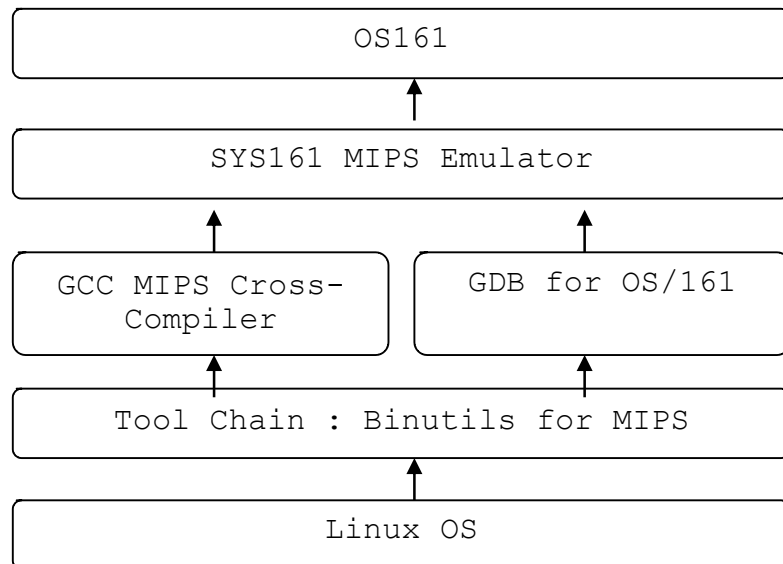 OS161
SYS161 MIPS Emulator
GCC MIPS Cross-
Compiler
GDB for OS/161
Tool Chain : Binutils for MIPS
Linux OS